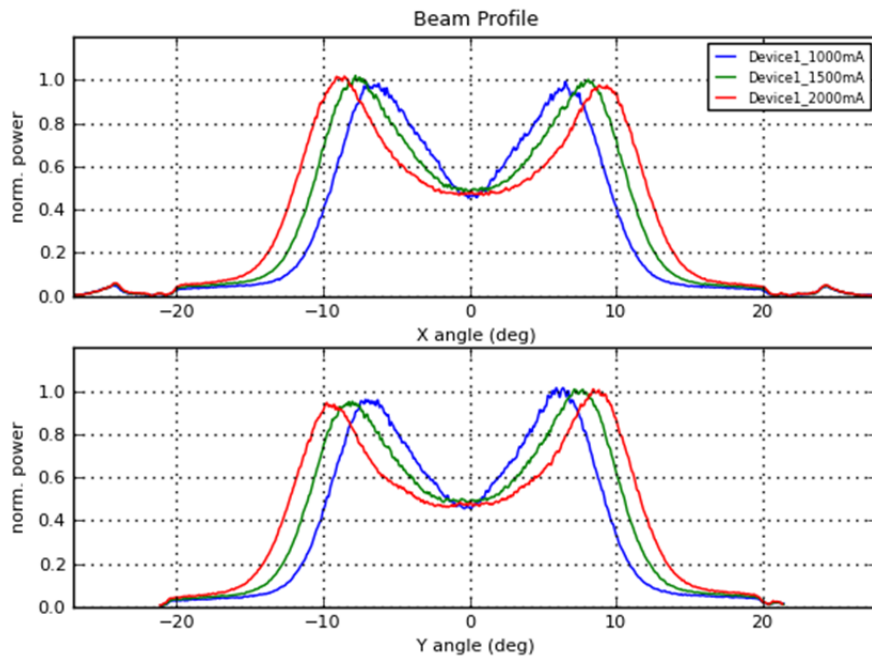 Beam Profile
1.0
0.8
0.6
0.4
0.2
0.0
norm. power
Device1_1000mA
Device1_1500mA
Device1_2000mA
−20
−10
0
10
20
X angle (deg)
1.0
0.8
0.6
0.4
0.2
0.0
norm. power
−20
−10
0
10
20
Y angle (deg)